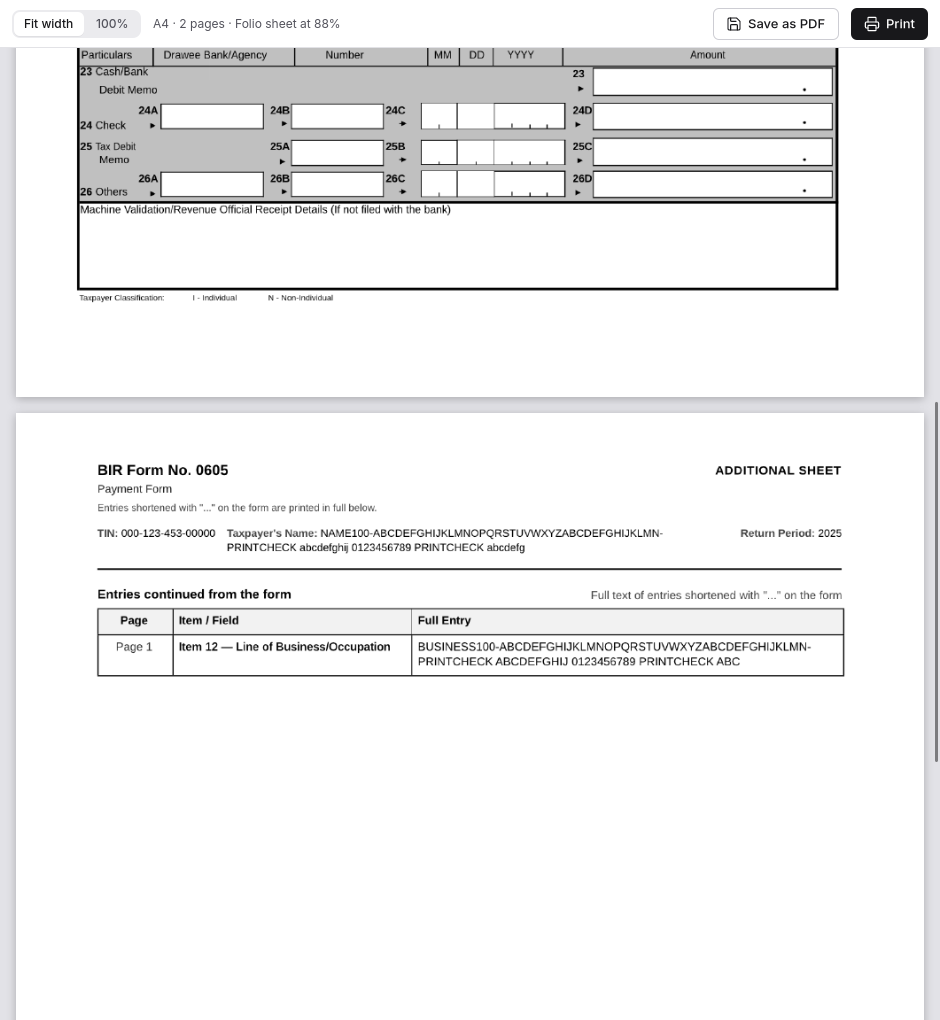 Fit width 100% A4 · 2 pages · Folio sheet at 88% Save as PDF Print
Particulars Drawee Bank/Agency Number MM DD YYYY Amount
23 Cash/Bank 23
Debit Memo
24A 24B 24C 24D
24 Check
25 Tax Debit 25A 25B 25C
Memo
26A 26B 26C 26D
26 Others
Machine Validation/Revenue Official Receipt Details (If not filed with the bank)
Taxpayer Classification: I - Individual N - Non-Individual
BIR Form No. 0605 ADDITIONAL SHEET
Payment Form
Entries shortened with "..." on the form are printed in full below.
TIN: 000-123-453-00000 Taxpayer's Name: NAME100-ABCDEFGHIJKLMNOPQRSTUVWXYZABCDEFGHIJKLMN- Return Period: 2025
PRINTCHECK abcdefghij 0123456789 PRINTCHECK abcdefg
Entries continued from the form Full text of entries shortened with "..." on the form
Page Item / Field Full Entry
Page 1 Item 12 — Line of Business/Occupation BUSINESS100-ABCDEFGHIJKLMNOPQRSTUVWXYZABCDEFGHIJKLMN-
PRINTCHECK ABCDEFGHIJ 0123456789 PRINTCHECK ABC